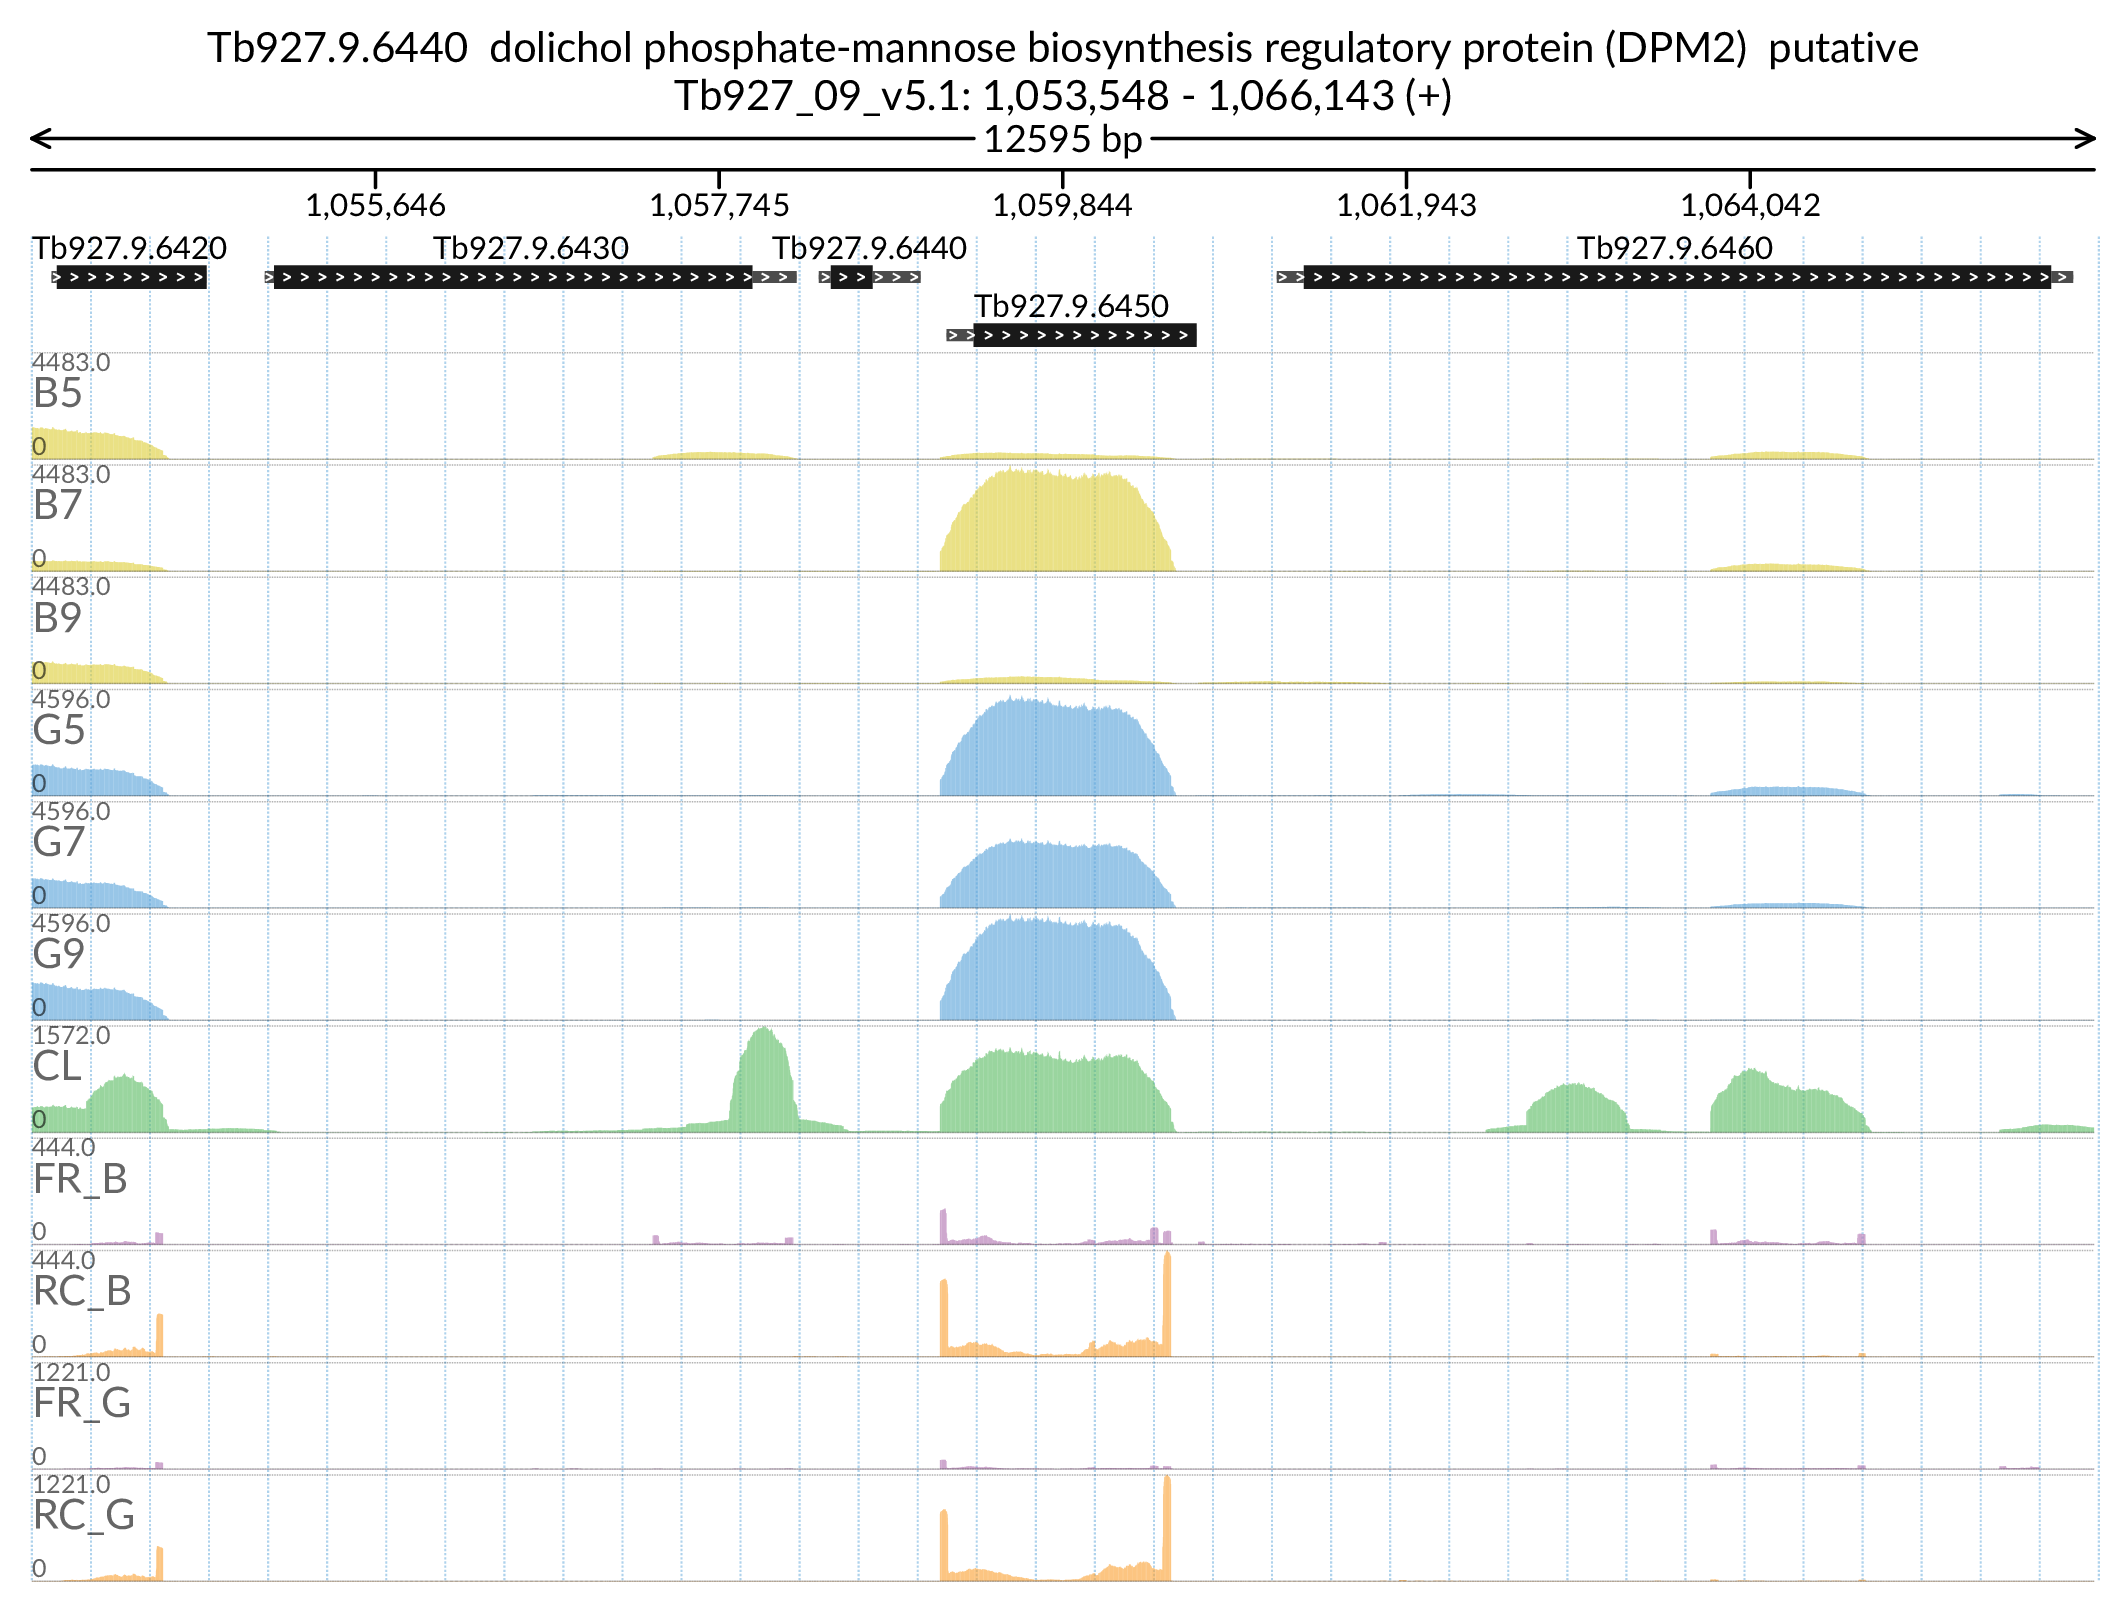 Tb927.9.6440 dolichol phosphate-mannose biosynthesis regulatory protein (DPM2) putative
Tb927_09_v5.1: 1,053,548 - 1,066,143 (+)
12595 bp
1,055,646 1,057,745 1,059,844 1,061,943 1,064,042
Tb927.9.6420 Tb927.9.6430 Tb927.9.6440 Tb927.9.6460
Tb927.9.6450
4483.0
B5
0
4483.0
B7
0
4483.0
B9
0
4596.0
G5
0
4596.0
G7
0
4596.0
G9
0
1572.0
CL
0
444.0
FR_B
0
444.0
RC_B
0
1221.0
FR_G
0
1221.0
RC_G
0